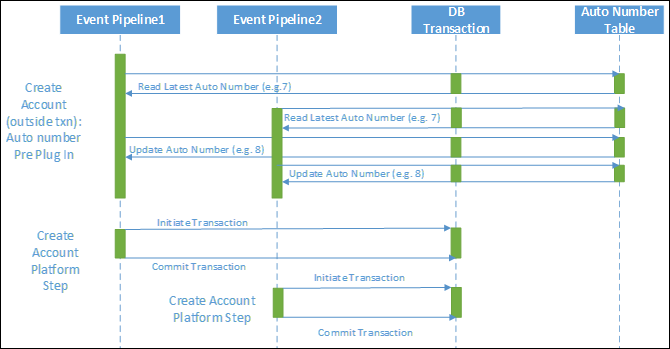 Event Pipeline1
Event Pipeline2
DB
Transaction
Auto Number
Table
Create
Account
(outside txn):
Auto number
Pre Plug In
Read Latest Auto Number (e.g.7)
Read Latest Auto Number (e.g. 7)
Update Auto Number (e.g. 8)
Update Auto Number (e.g. 8)
Create
Account
Platform
Step
Initiate Transaction
Commit Transaction
Initiate Transaction
Create Account
Platform Step
Commit Transaction